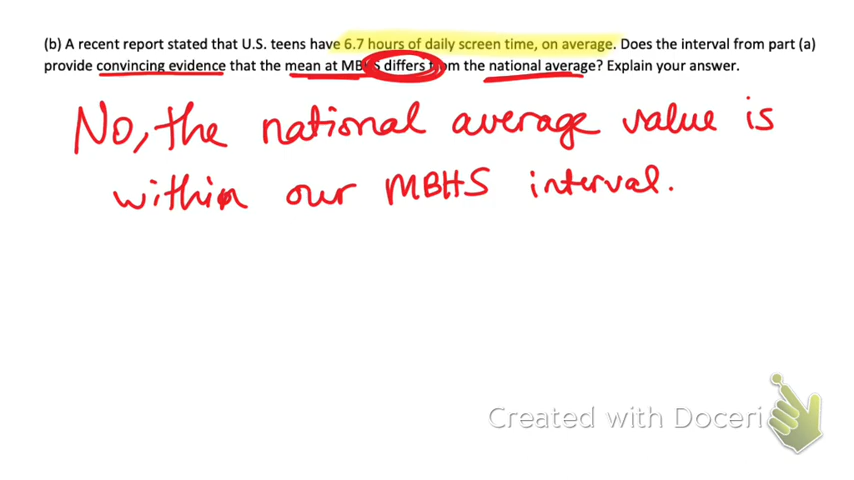 (b) A recent report stated that U.S. teens have 6.7 hours of daily screen time, on average. Does the interval from part (a)
provide convincing evidence that the mean at MBHS differs from the national average? Explain your answer.
No, the national average value is
within our MBHS interval.
Created with Doceri